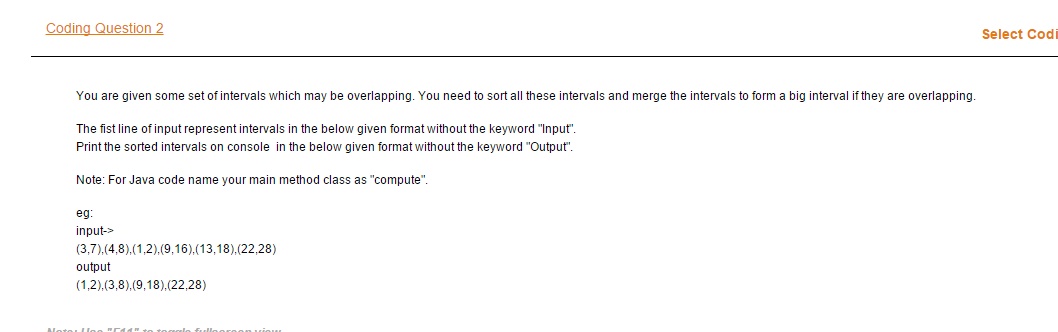 Coding Question 2
Select Codi
You are given some set of intervals which may be overlapping. You need to sort all these intervals and merge the intervals to form a big interval if they are overlapping.
The fist line of input represent intervals in the below given format without the keyword "Input".
Print the sorted intervals on console in the below given format without the keyword "Output".
Note: For Java code name your main method class as "compute".
eg:
input->
(3,7),(4,8),(1,2),(9,16),(13,18),(22,28)
output
(1,2),(3,8),(9,18),(22,28)
Note: Use "F11" to toggle fullscreen view